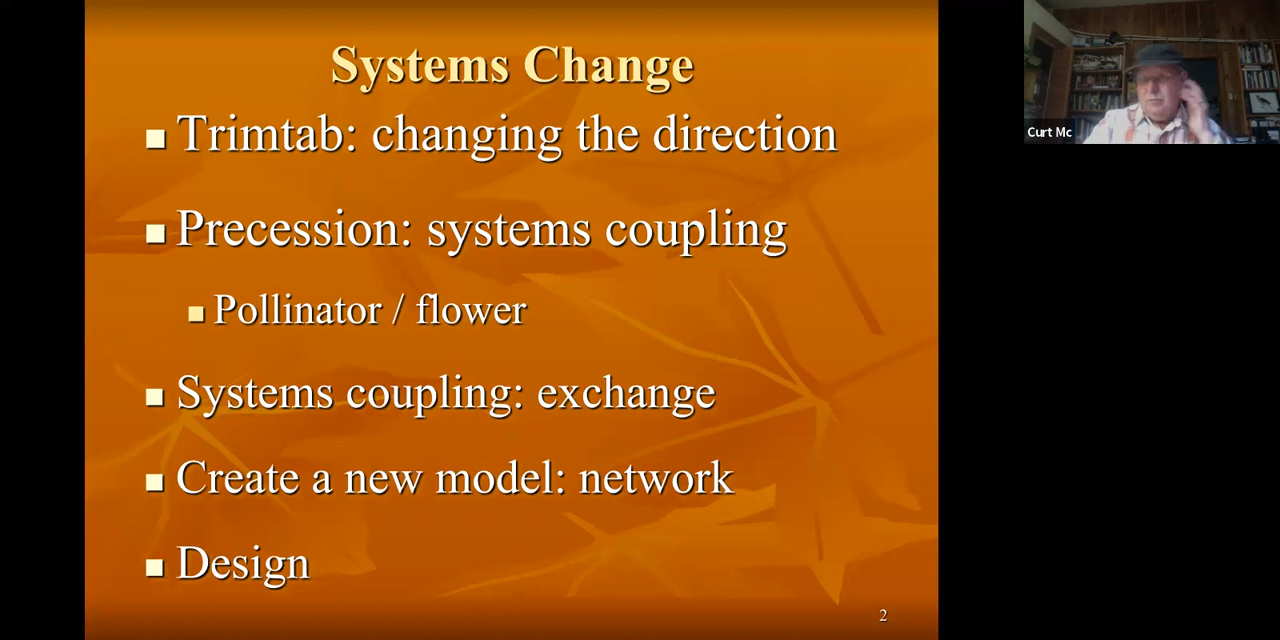 Systems Change
Trimtab: changing the direction
Precession: systems coupling
Pollinator / flower
Systems coupling: exchange
Create a new model: network
Design
2
Curt Mc